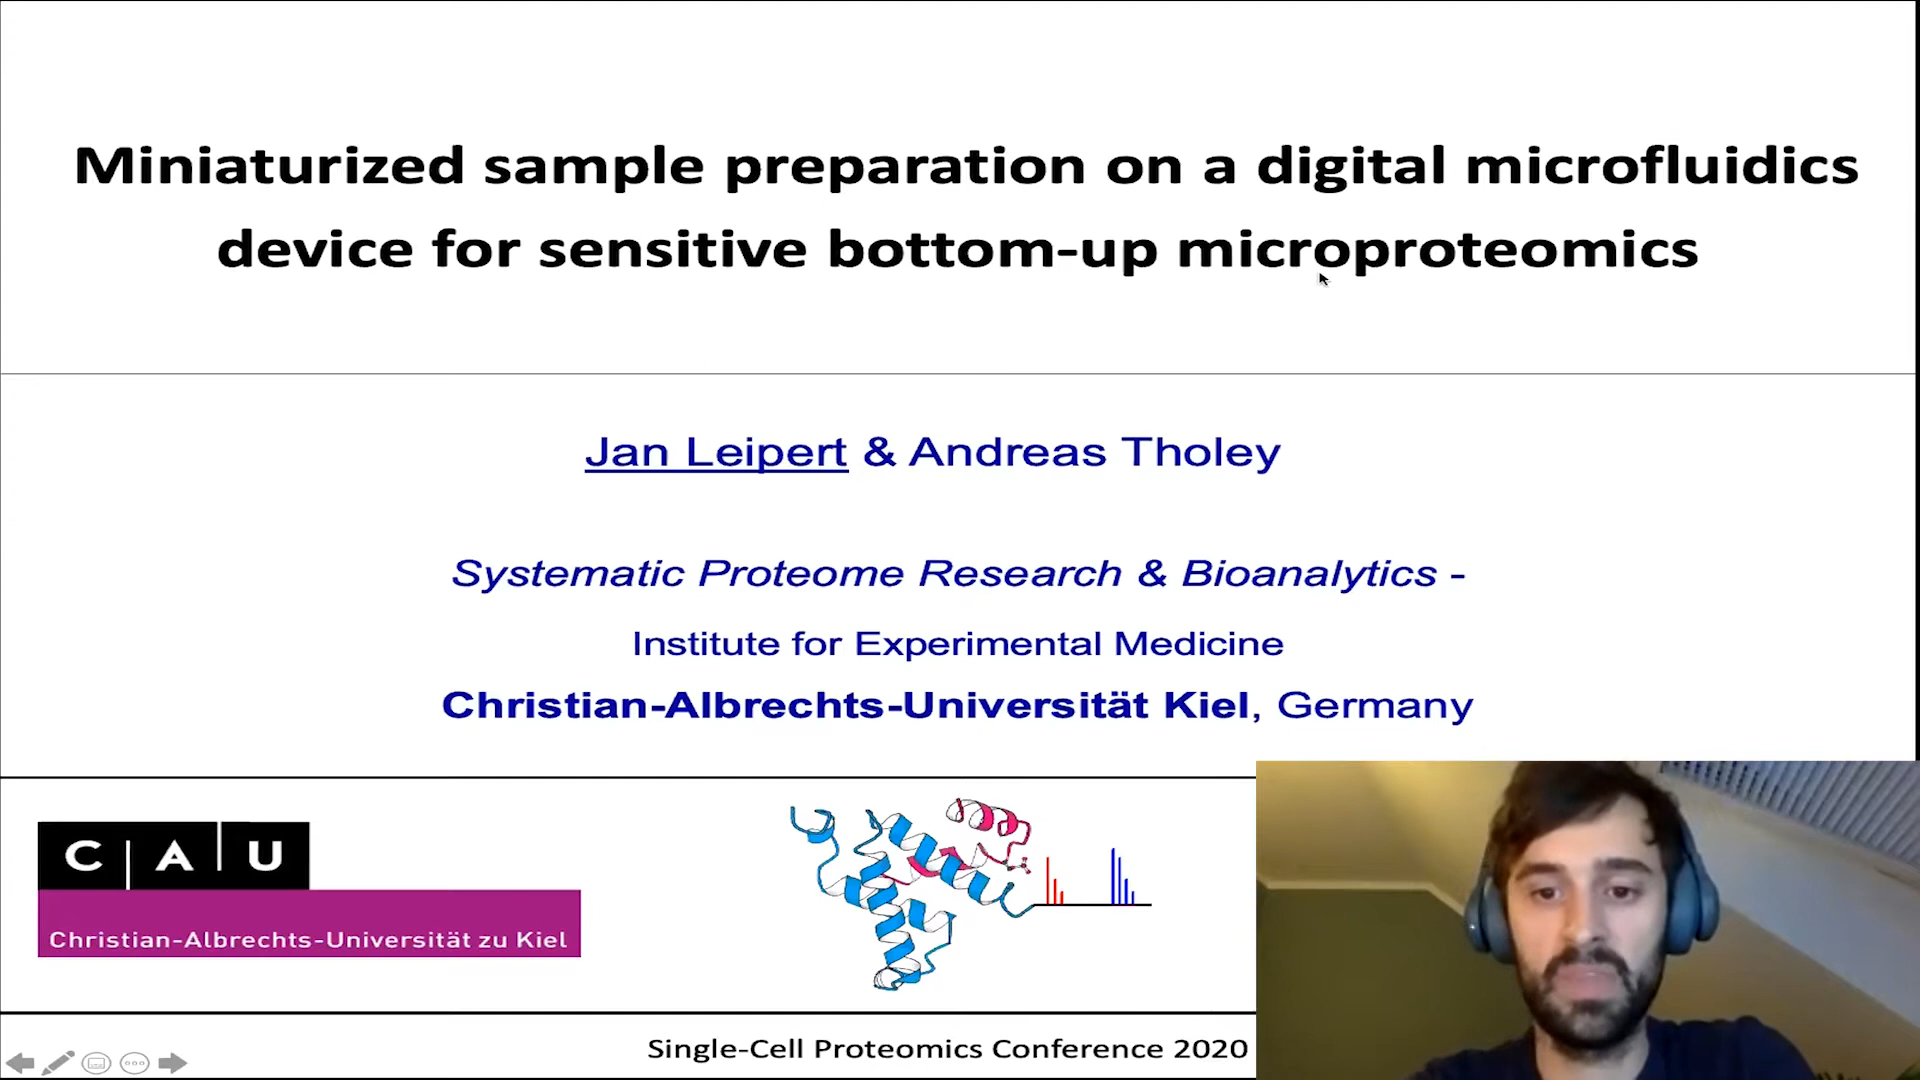 Miniaturized sample preparation on a digital microfluidics
device for sensitive bottom-up microproteomics
Jan Leipert & Andreas Tholey
Systematic Proteome Research & Bioanalytics -
Institute for Experimental Medicine
Christian-Albrechts-Universität Kiel, Germany
C A U
Christian-Albrechts-Universität zu Kiel
Single-Cell Proteomics Conference 2020